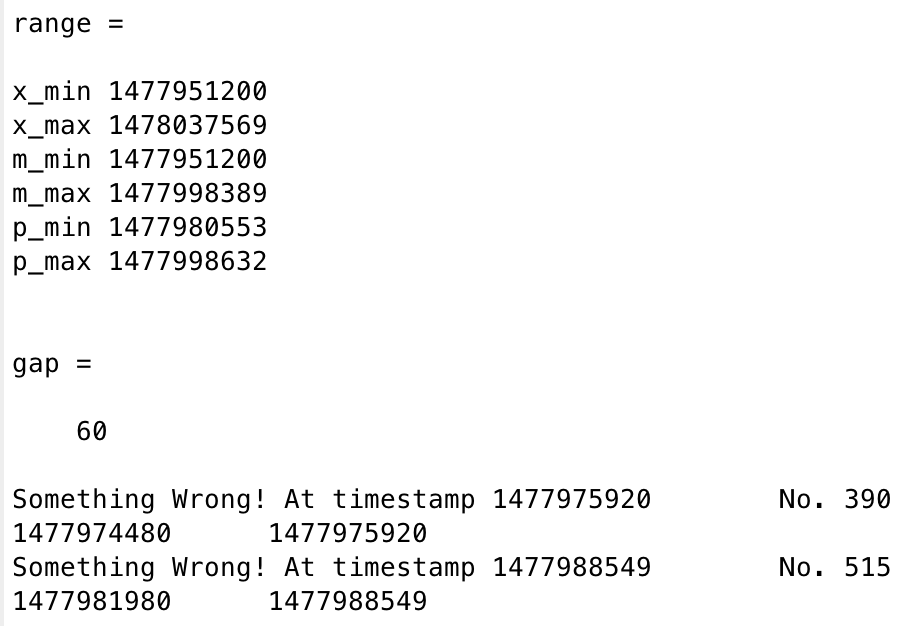 range =
x_min 1477951200
x_max 1478037569
m_min 1477951200
m_max 1477998389
p_min 1477980553
p_max 1477998632
gap =
60
Something Wrong! At timestamp 1477975920 No. 390
1477974480 1477975920
Something Wrong! At timestamp 1477988549 No. 515
1477981980 1477988549